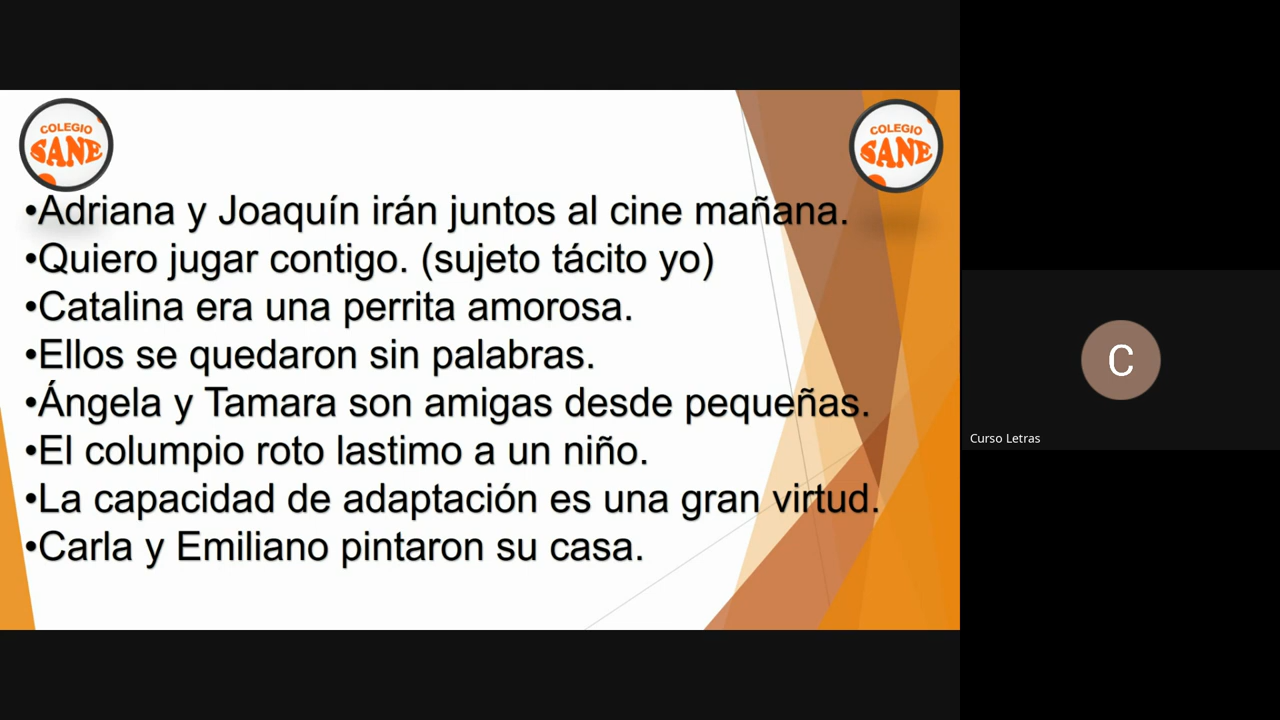 COLEGIO
SANE
COLEGIO
SANE
•Adriana y Joaquín irán juntos al cine mañana.
•Quiero jugar contigo. (sujeto tácito yo)
•Catalina era una perrita amorosa.
•Ellos se quedaron sin palabras.
•Ángela y Tamara son amigas desde pequeñas.
•El columpio roto lastimo a un niño.
•La capacidad de adaptación es una gran virtud.
•Carla y Emiliano pintaron su casa.
C
Curso Letras